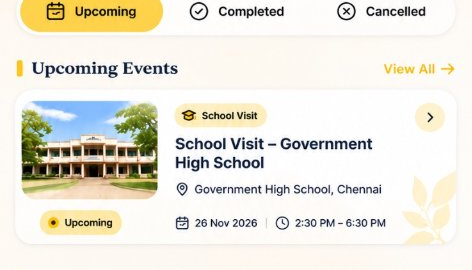 Upcoming
Completed
Cancelled
Upcoming Events
View All
School Visit
School Visit – Government
High School
Government High School, Chennai
Upcoming
26 Nov 2026
2:30 PM – 6:30 PM